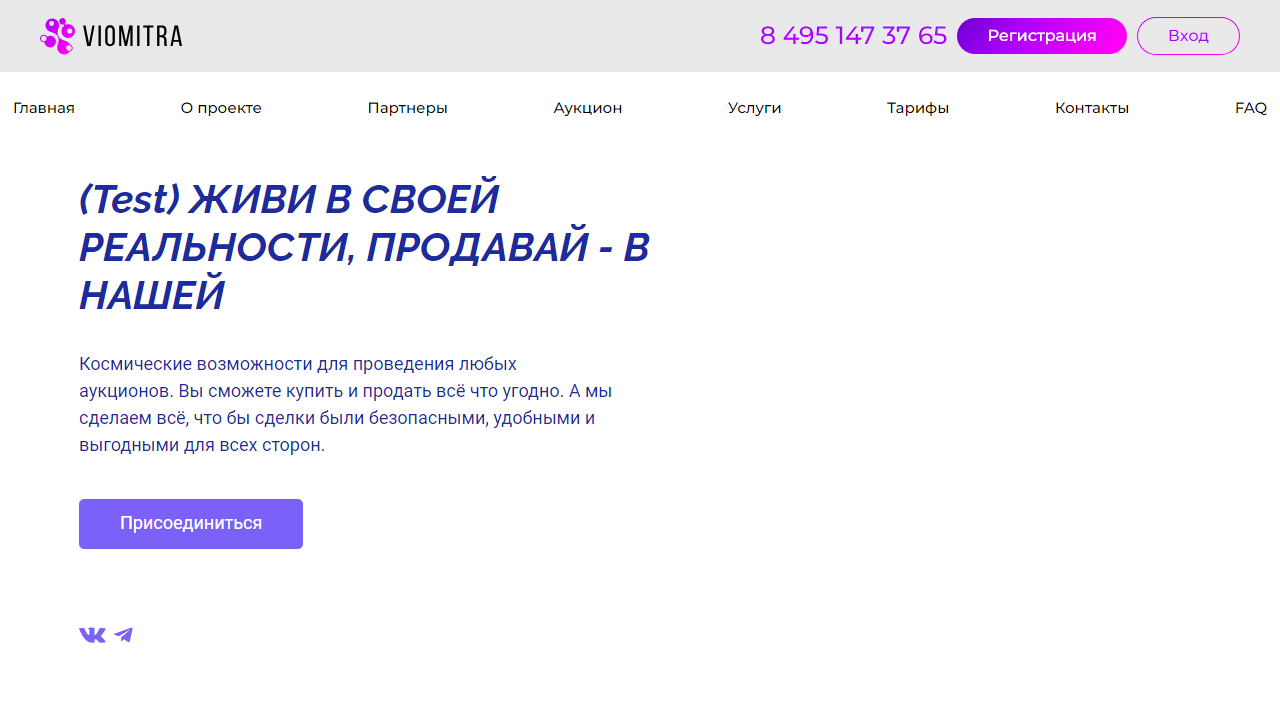 VIOMITRA
8 495 147 37 65
Регистрация
Вход
Главная
О проекте
Партнеры
Аукцион
Услуги
Тарифы
Контакты
FAQ
(Test) ЖИВИ В СВОЕЙ
РЕАЛЬНОСТИ, ПРОДАВАЙ - В
НАШЕЙ
Космические возможности для проведения любых
аукционов. Вы сможете купить и продать всё что угодно. А мы
сделаем всё, что бы сделки были безопасными, удобными и
выгодными для всех сторон.
Присоединиться